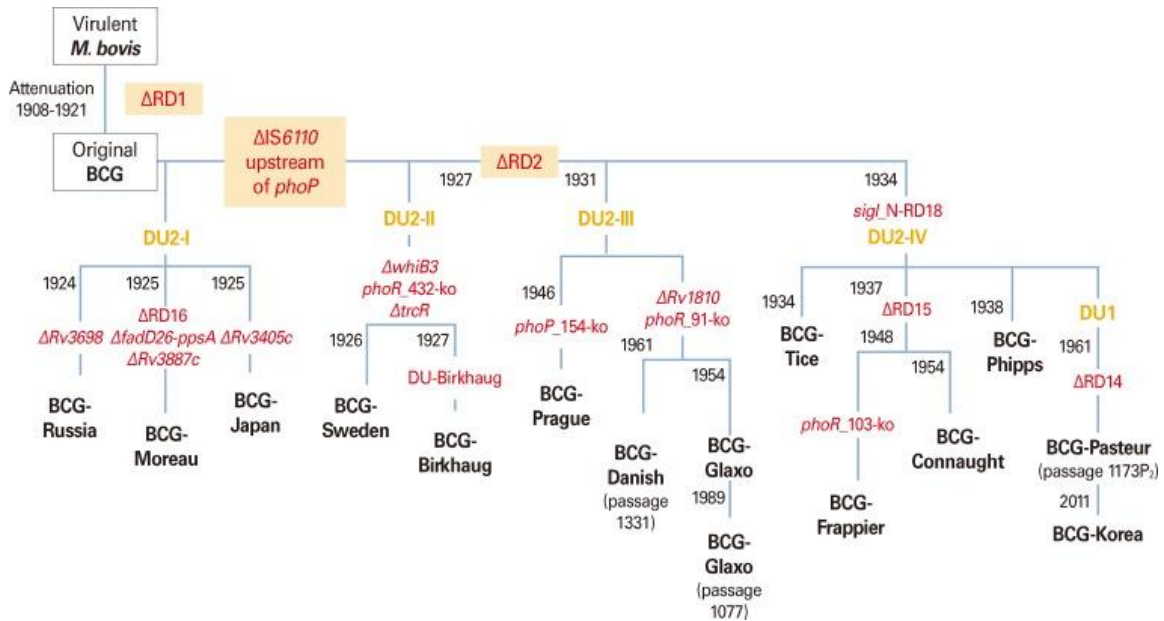 Virulent
M. bovis
Attenuation
1908-1921
ΔRD1
Original
BCG
ΔIS6110
upstream
of phoP
1927
ΔRD2
1931
1934
sigI_N-RD18
DU2-I
DU2-II
DU2-III
DU2-IV
1924
1925
1925
ΔRv3698
ΔRD16
ΔfadD26-ppsA
ΔRv3887c
ΔRv3405c
BCG-
Russia
BCG-
Moreau
BCG-
Japan
ΔwhiB3
phoR_432-ko
ΔtrcR
1926
1927
DU-Birkhaug
BCG-
Sweden
BCG-
Birkhaug
1946
phoP_154-ko
BCG-
Prague
ΔRv1810
phoR_91-ko
1961
1954
BCG-
Danish
(passage
1331)
BCG-
Glaxo
1989
BCG-
Glaxo
(passage
1077)
1934
BCG-
Tice
1937
ΔRD15
1948
1954
phoR_103-ko
BCG-
Frappier
BCG-
Connaught
1938
BCG-
Phipps
DU1
1961
ΔRD14
BCG-Pasteur
(passage 1173P₂)
2011
BCG-Korea